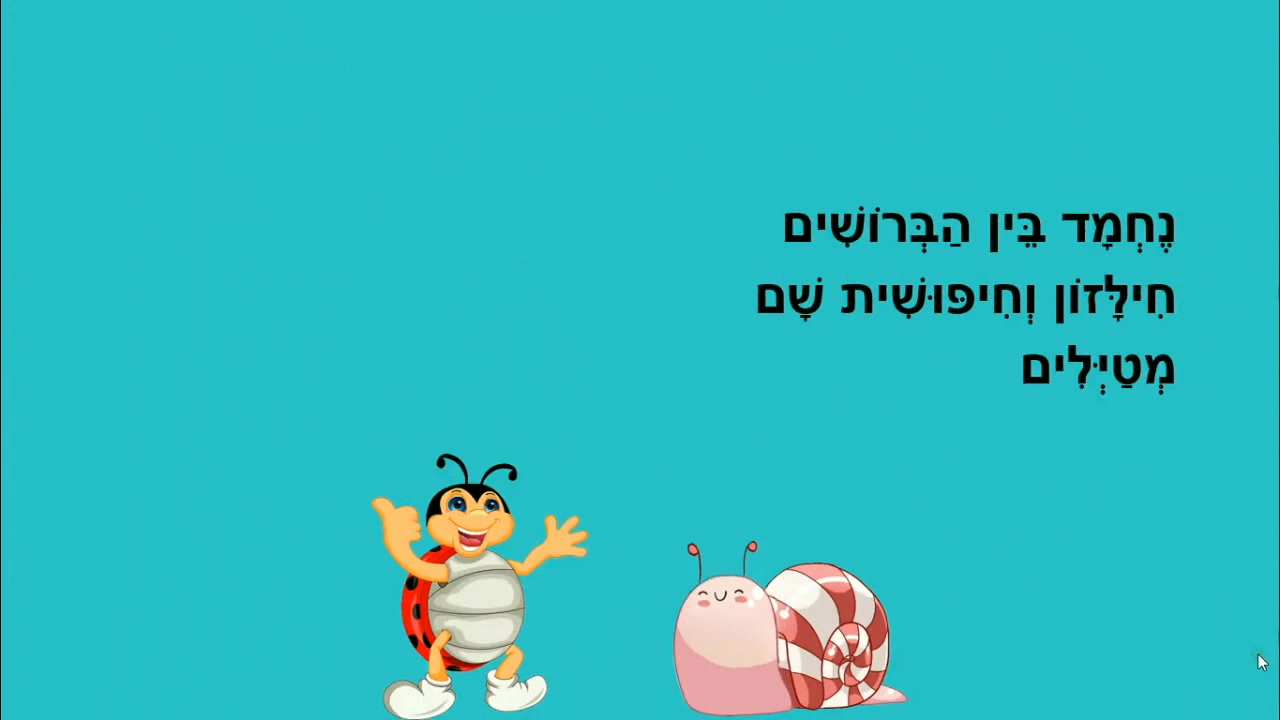 נֶחְמָד בֵּין הַבְּרוֹשִׁים
חִילָּזוֹן וְחִיפּוּשִׁית שָׁם
מְטַיְּלִים